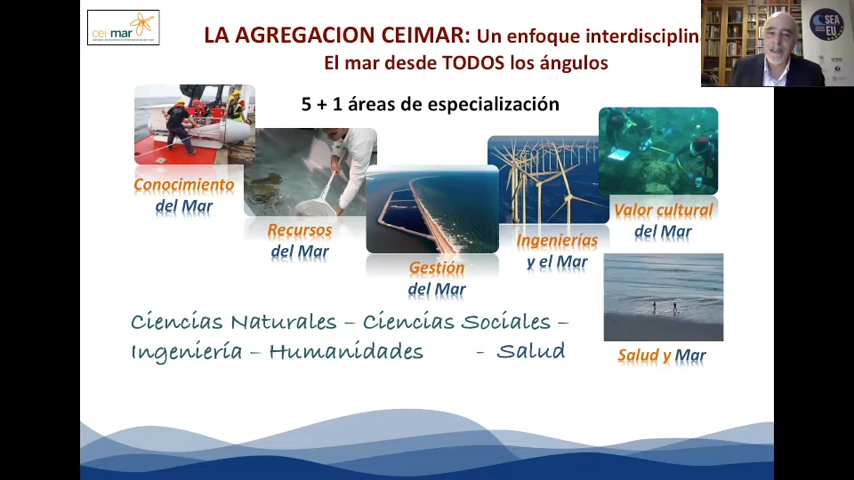 cei·mar
LA AGREGACION CEIMAR: Un enfoque interdisciplin
El mar desde TODOS los ángulos
5 + 1 áreas de especialización
Conocimiento
del Mar
Recursos
del Mar
Gestión
del Mar
Ingenierías
y el Mar
Valor cultural
del Mar
Salud y Mar
Ciencias Naturales – Ciencias Sociales –
Ingeniería – Humanidades - Salud
SEA
EU